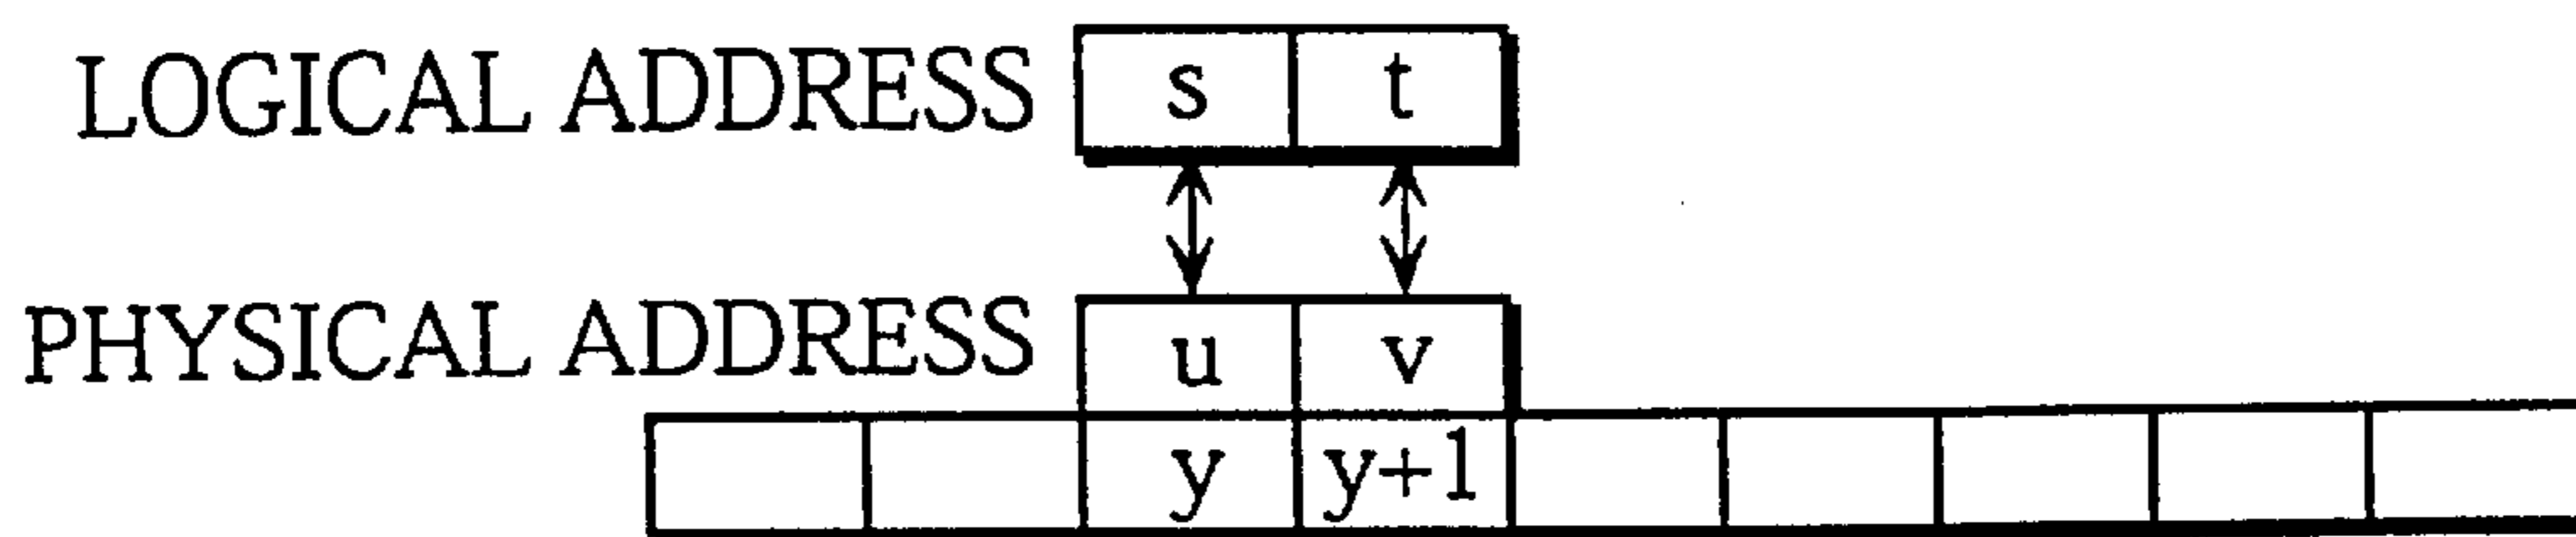 LOGICAL ADDRESS s t
PHYSICAL ADDRESS u v
y y+1